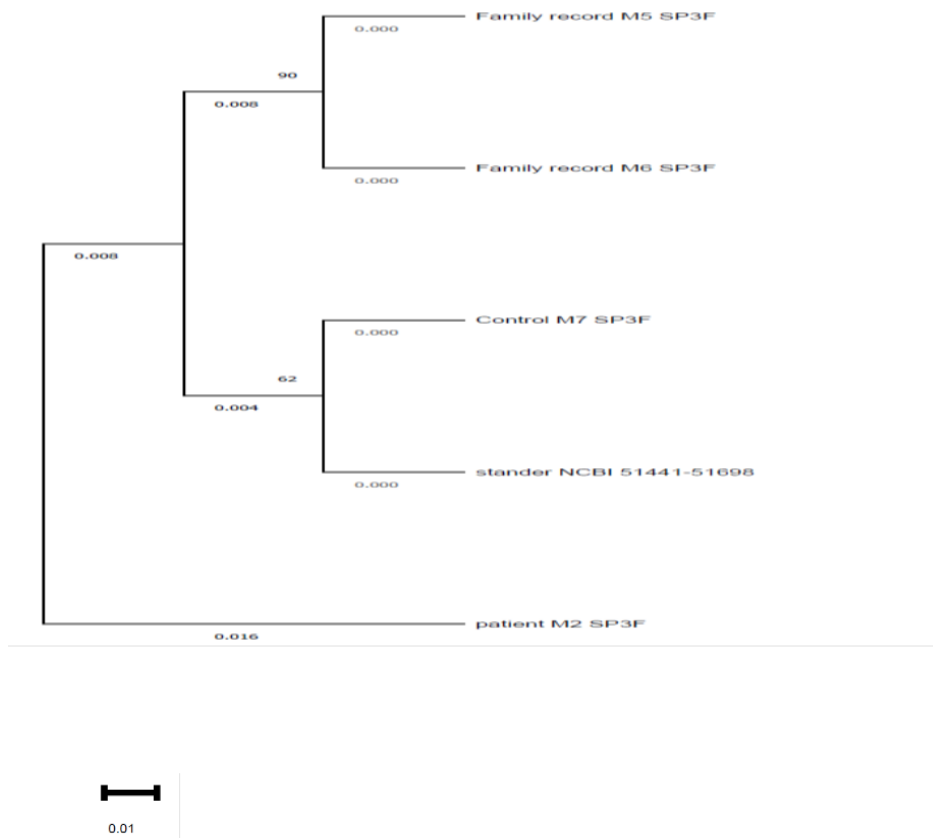 Family record M5 SP3F
0.000
90
0.008
Family record M6 SP3F
0.000
0.008
Control M7 SP3F
0.000
62
0.004
stander NCBI 51441-51698
0.000
patient M2 SP3F
0.016
0.01